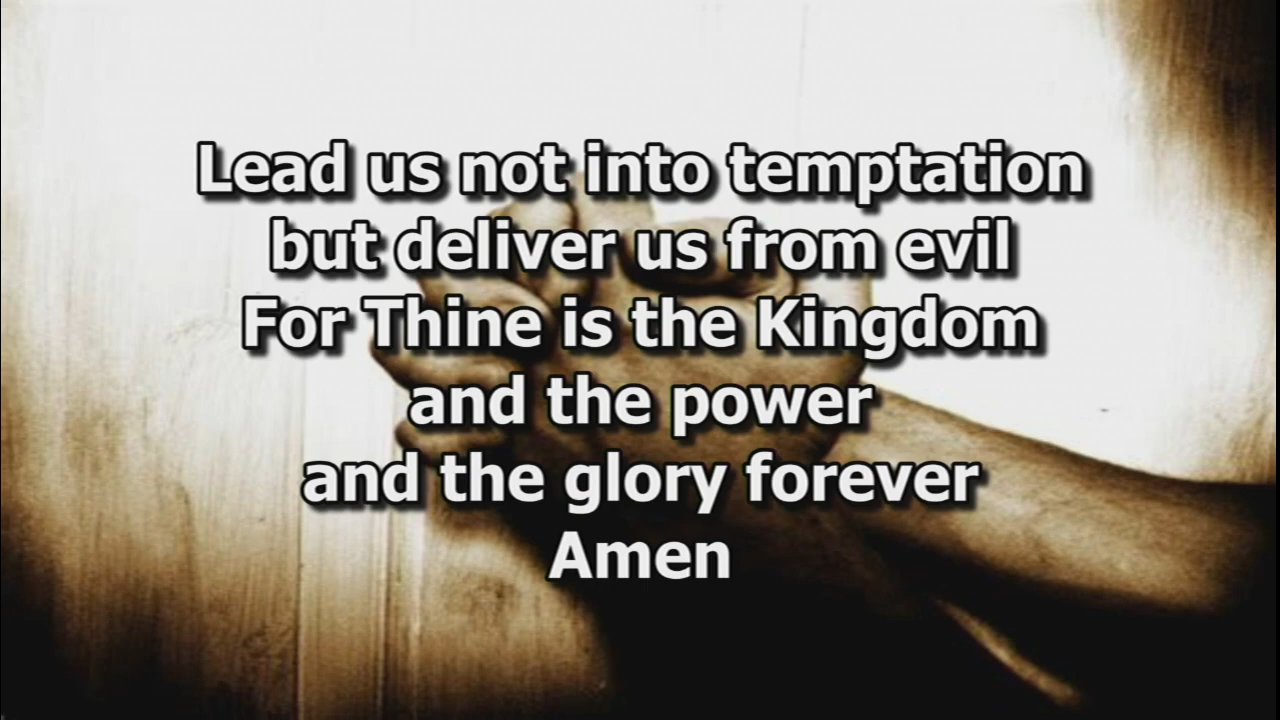 Lead us not into temptation
but deliver us from evil
For Thine is the Kingdom
and the power
and the glory forever
Amen